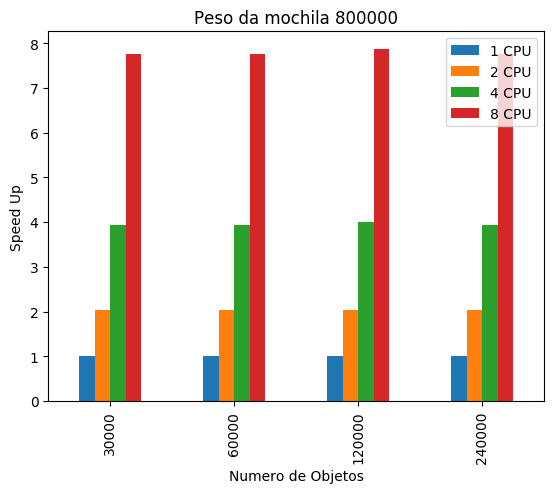 Peso da mochila 800000
1 CPU
2 CPU
4 CPU
8 CPU
Speed Up
8
7
6
5
4
3
2
1
0
30000
60000
120000
240000
Numero de Objetos